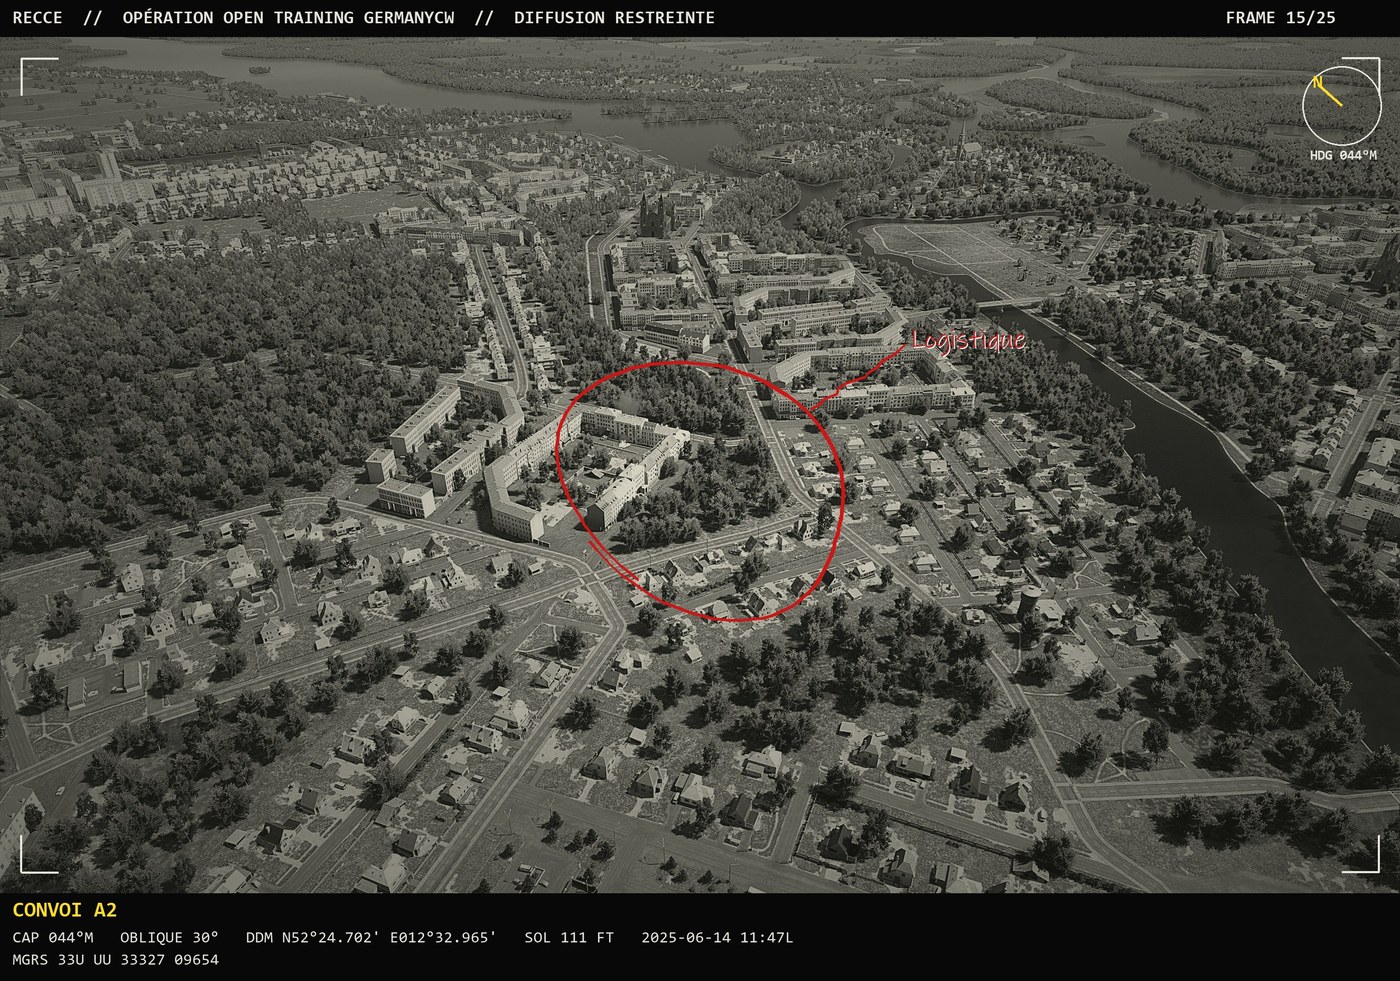 RECCE // OPÉRATION OPEN TRAINING GERMANYCW // DIFFUSION RESTREINTE
FRAME 15/25
N
HDG 044°M
Logistique
CONVOI A2
CAP 044°M OBLIQUE 30° DDM N52°24.702' E012°32.965' SOL 111 FT 2025-06-14 11:47L
MGRS 33U UU 33327 09654